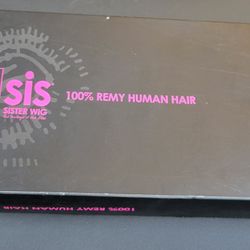 sis
SISTER WIG
100% REMY HUMAN HAIR
100% REMY HUMAN HAIR